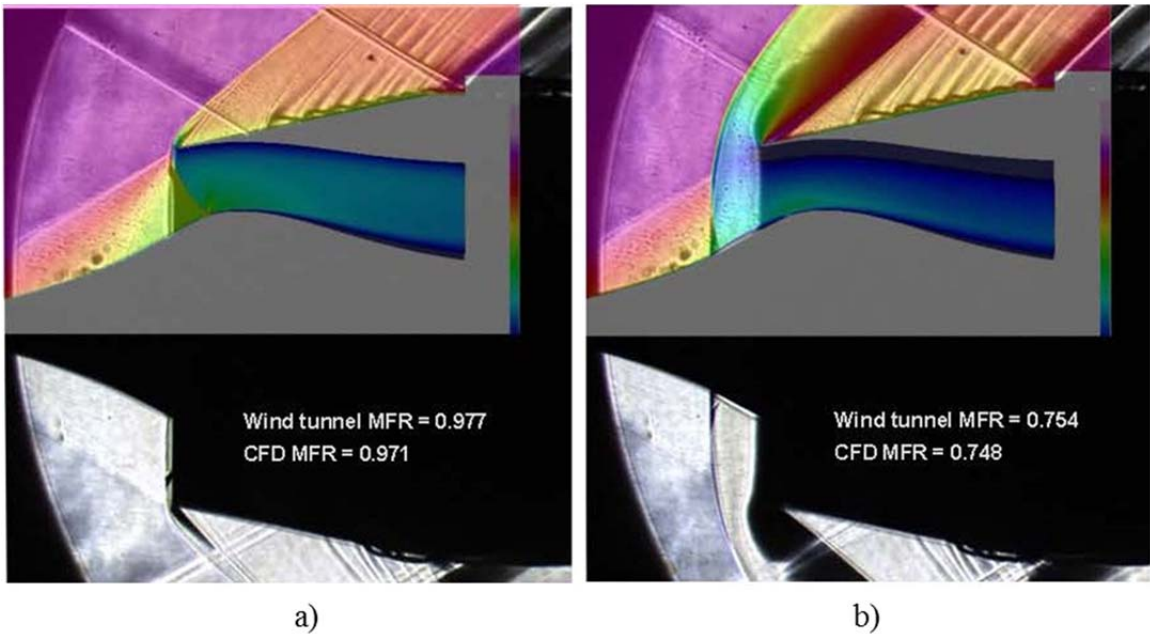 Wind tunnel MFR = 0.977
CFD MFR = 0.971
Wind tunnel MFR = 0.754
CFD MFR = 0.748
a)
b)